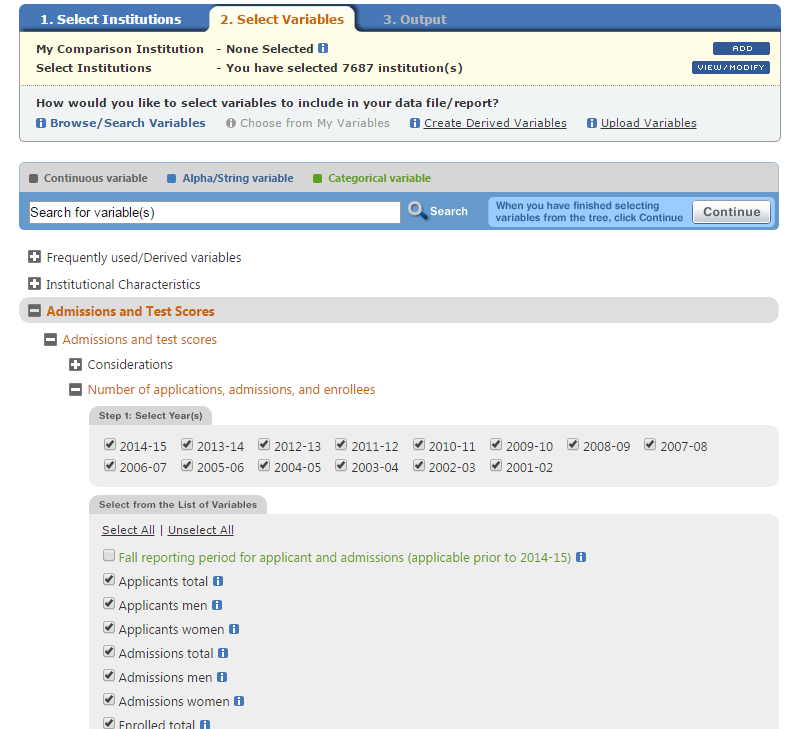 1. Select Institutions 2. Select Variables 3. Output
My Comparison Institution - None Selected ADD
Select Institutions - You have selected 7687 institution(s) VIEW/MODIFY
How would you like to select variables to include in your data file/report?
Browse/Search Variables Choose from My Variables Create Derived Variables Upload Variables
Continuous variable Alpha/String variable Categorical variable
Search for variable(s) Search When you have finished selecting
variables from the tree, click Continue Continue
Frequently used/Derived variables
Institutional Characteristics
Admissions and Test Scores
Admissions and test scores
Considerations
Number of applications, admissions, and enrollees
Step 1: Select Year(s)
2014-15 2013-14 2012-13 2011-12 2010-11 2009-10 2008-09 2007-08
2006-07 2005-06 2004-05 2003-04 2002-03 2001-02
Select from the List of Variables
Select All | Unselect All
Fall reporting period for applicant and admissions (applicable prior to 2014-15)
Applicants total
Applicants men
Applicants women
Admissions total
Admissions men
Admissions women
Enrolled total